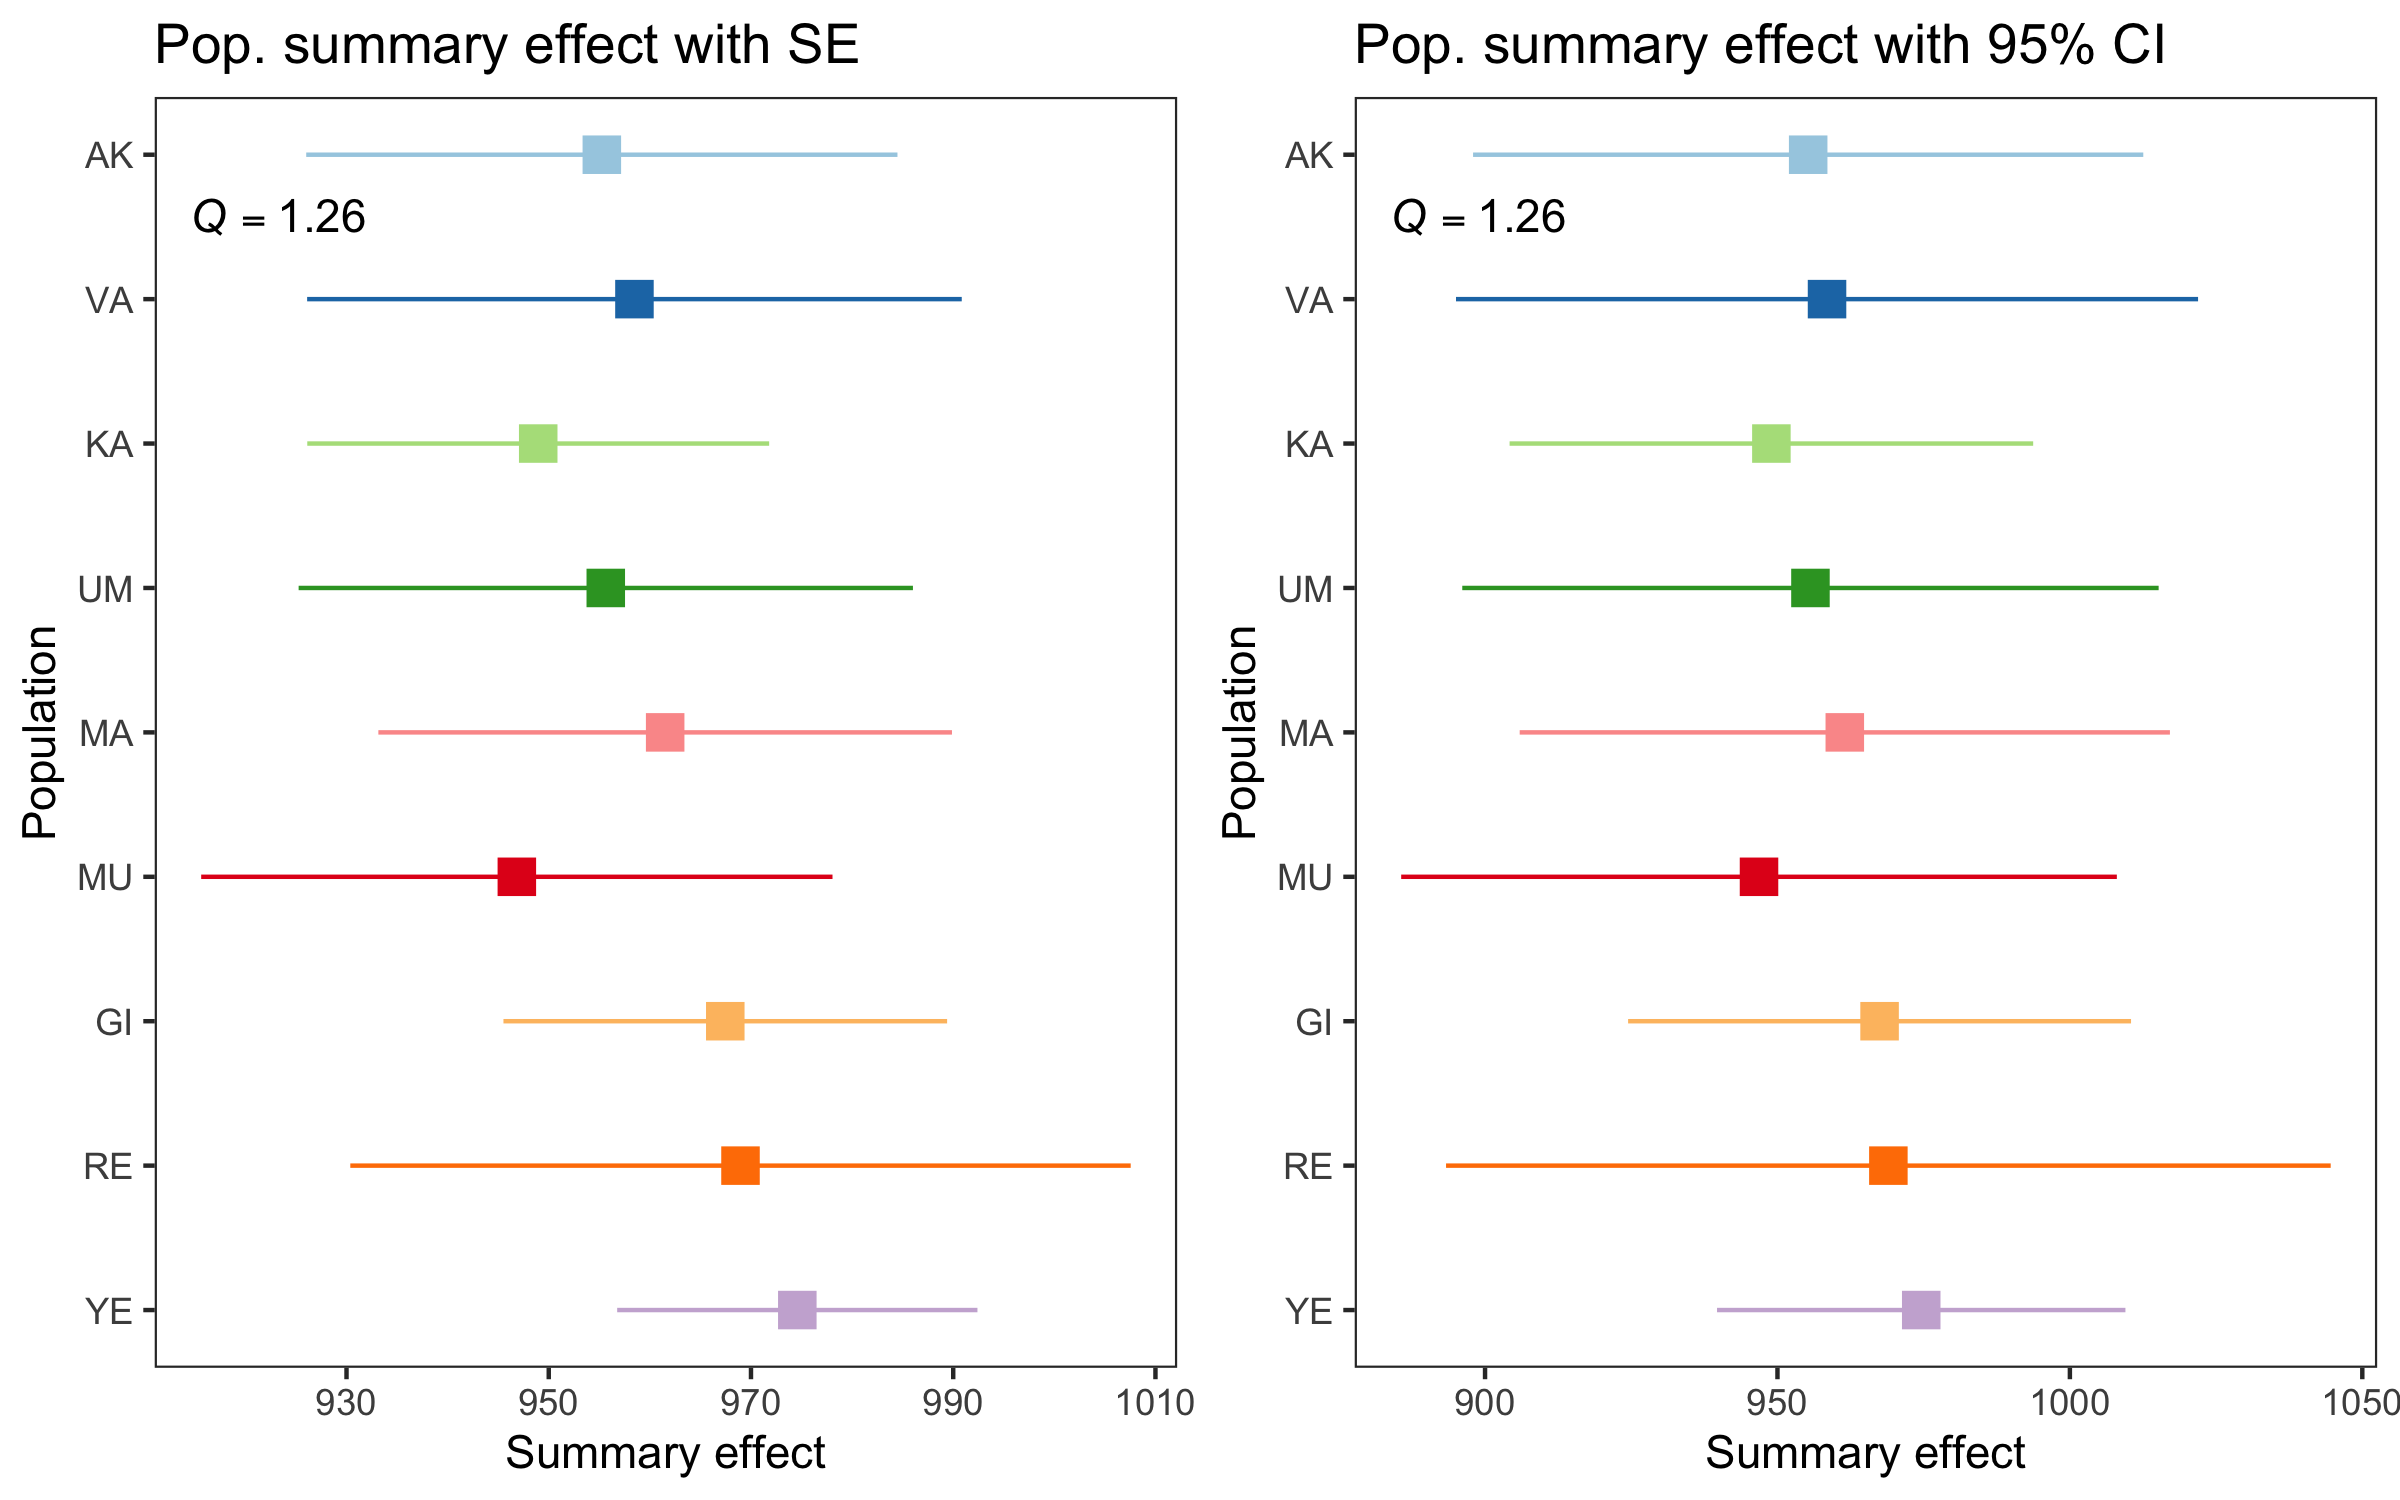 Pop. summary effect with SE
AK
Q = 1.26
VA
KA
UM
MA
MU
GI
RE
YE
Population
930 950 970 990 1010
Summary effect
Pop. summary effect with 95% CI
AK
Q = 1.26
VA
KA
UM
MA
MU
GI
RE
YE
Population
900 950 1000 1050
Summary effect